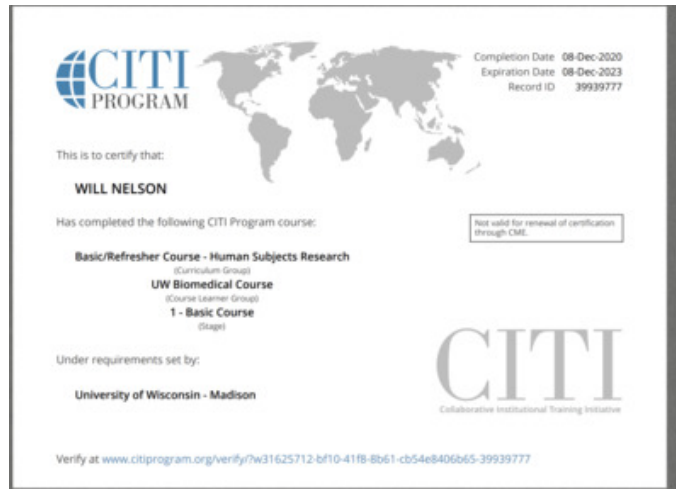 CITI
PROGRAM
Completion Date 08-Dec-2020
Expiration Date 08-Dec-2023
Record ID 39939777
This is to certify that:
WILL NELSON
Has completed the following CITI Program course:
Not valid for renewal of certification
through CME.
Basic/Refresher Course - Human Subjects Research
(Curriculum Group)
UW Biomedical Course
(Course Learner Group)
1 - Basic Course
(Stage)
Under requirements set by:
University of Wisconsin - Madison
CITI
Collaborative Institutional Training Initiative
Verify at www.citiprogram.org/verify/?w31625712-bf10-41f8-8b61-cb54e8406b65-39939777